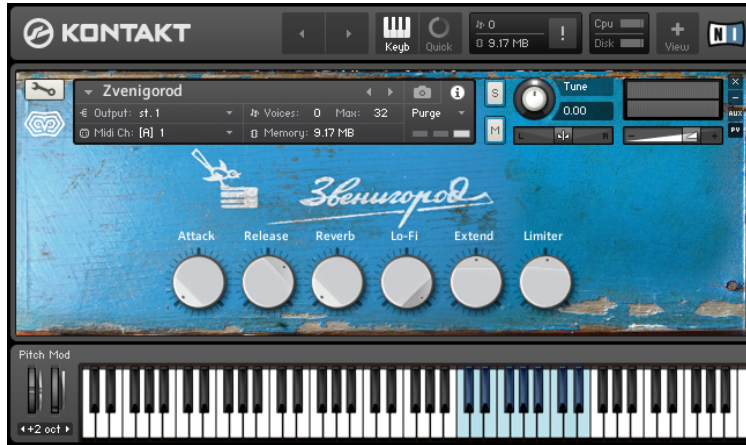 KONTAKT
Keyb
Quick
0
9.17 MB
!
Cpu
Disk
+
View
NI
Zvenigorod
i
S
Tune
0.00
Output: st. 1
Voices: 0 Max: 32
Purge
Midi Ch: [A] 1
Memory: 9.17 MB
M
L
R
-
+
×
-
AUX
PV
Звенигород
Attack Release Reverb Lo-Fi Extend Limiter
Pitch Mod
+2 oct